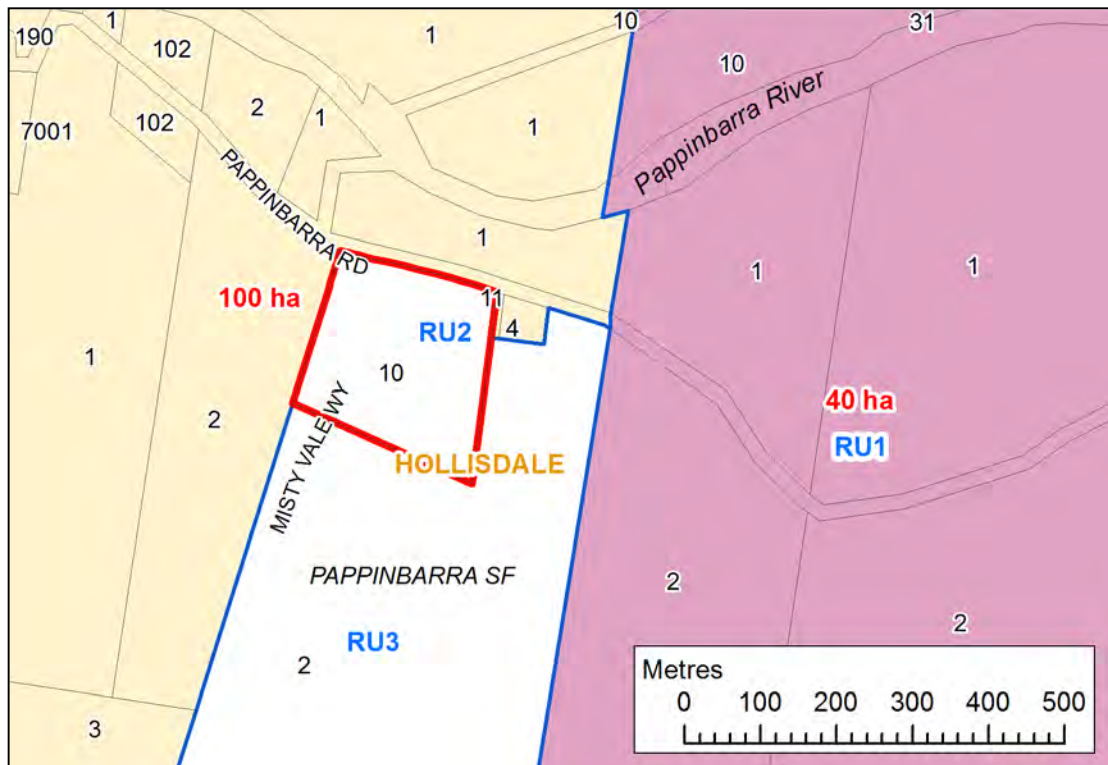 1
10
31
190
102
1
10
2
1
1
102
7001
Pappinbarra River
PAPPINBARRA RD
1
1
1
100 ha
11
RU2
4
1
10
40 ha
2
RU1
MISTY VALE WY
HOLLISDALE
PAPPINBARRA SF
2
RU3
2
2
3
Metres
0 100 200 300 400 500